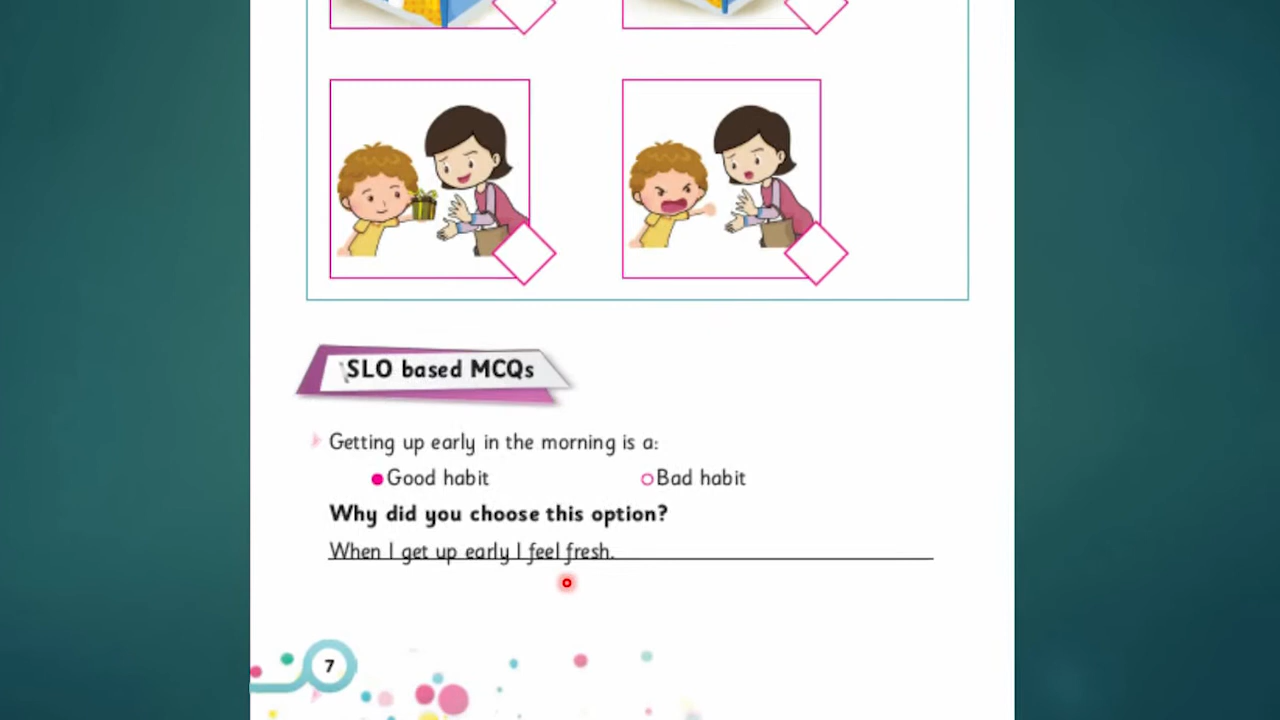 SLO based MCQs
Getting up early in the morning is a:
Good habit
Bad habit
Why did you choose this option?
When I get up early I feel fresh.
7